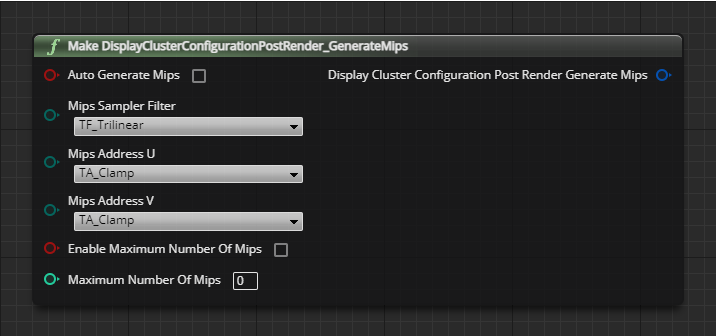 f Make DisplayClusterConfigurationPostRender_GenerateMips
Auto Generate Mips
Display Cluster Configuration Post Render Generate Mips
Mips Sampler Filter
TF_Trilinear
Mips Address U
TA_Clamp
Mips Address V
TA_Clamp
Enable Maximum Number Of Mips
Maximum Number Of Mips 0